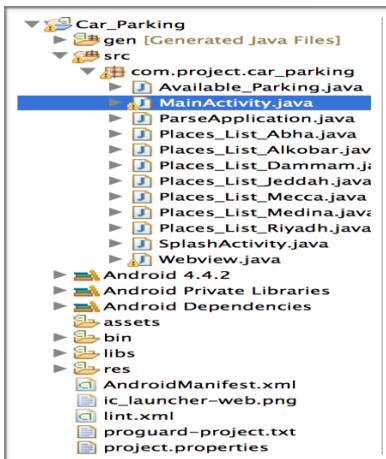 Car_Parking
gen [Generated Java Files]
src
com.project.car_parking
Available_Parking.java
MainActivity.java
ParseApplication.java
Places_List_Abha.java
Places_List_Alkobar.jav
Places_List_Dammam.ja
Places_List_Jeddah.java
Places_List_Mecca.java
Places_List_Medina.java
Places_List_Riyadh.java
SplashActivity.java
Webview.java
Android 4.4.2
Android Private Libraries
Android Dependencies
assets
bin
libs
res
AndroidManifest.xml
ic_launcher-web.png
lint.xml
proguard-project.txt
project.properties